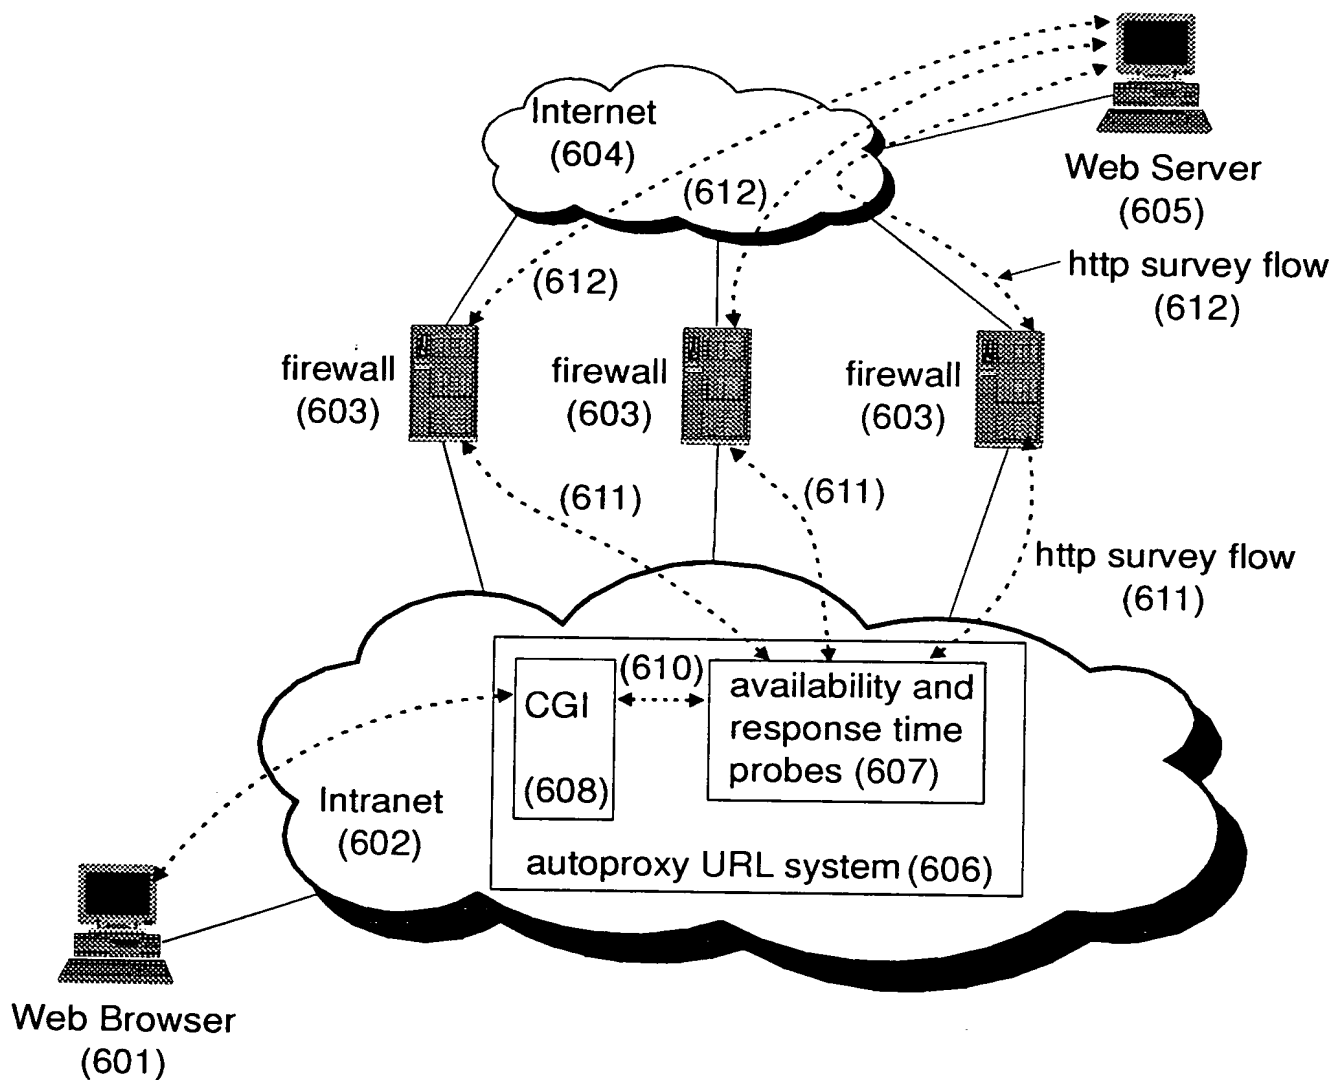 Internet
(604)
(612)
Web Server
(605)
http survey flow
(612)
(612)
firewall
(603)
firewall
(603)
firewall
(603)
(611)
(611)
http survey flow
(611)
(610)
CGI
(608)
availability and
response time
probes (607)
Intranet
(602)
autoproxy URL system (606)
Web Browser
(601)